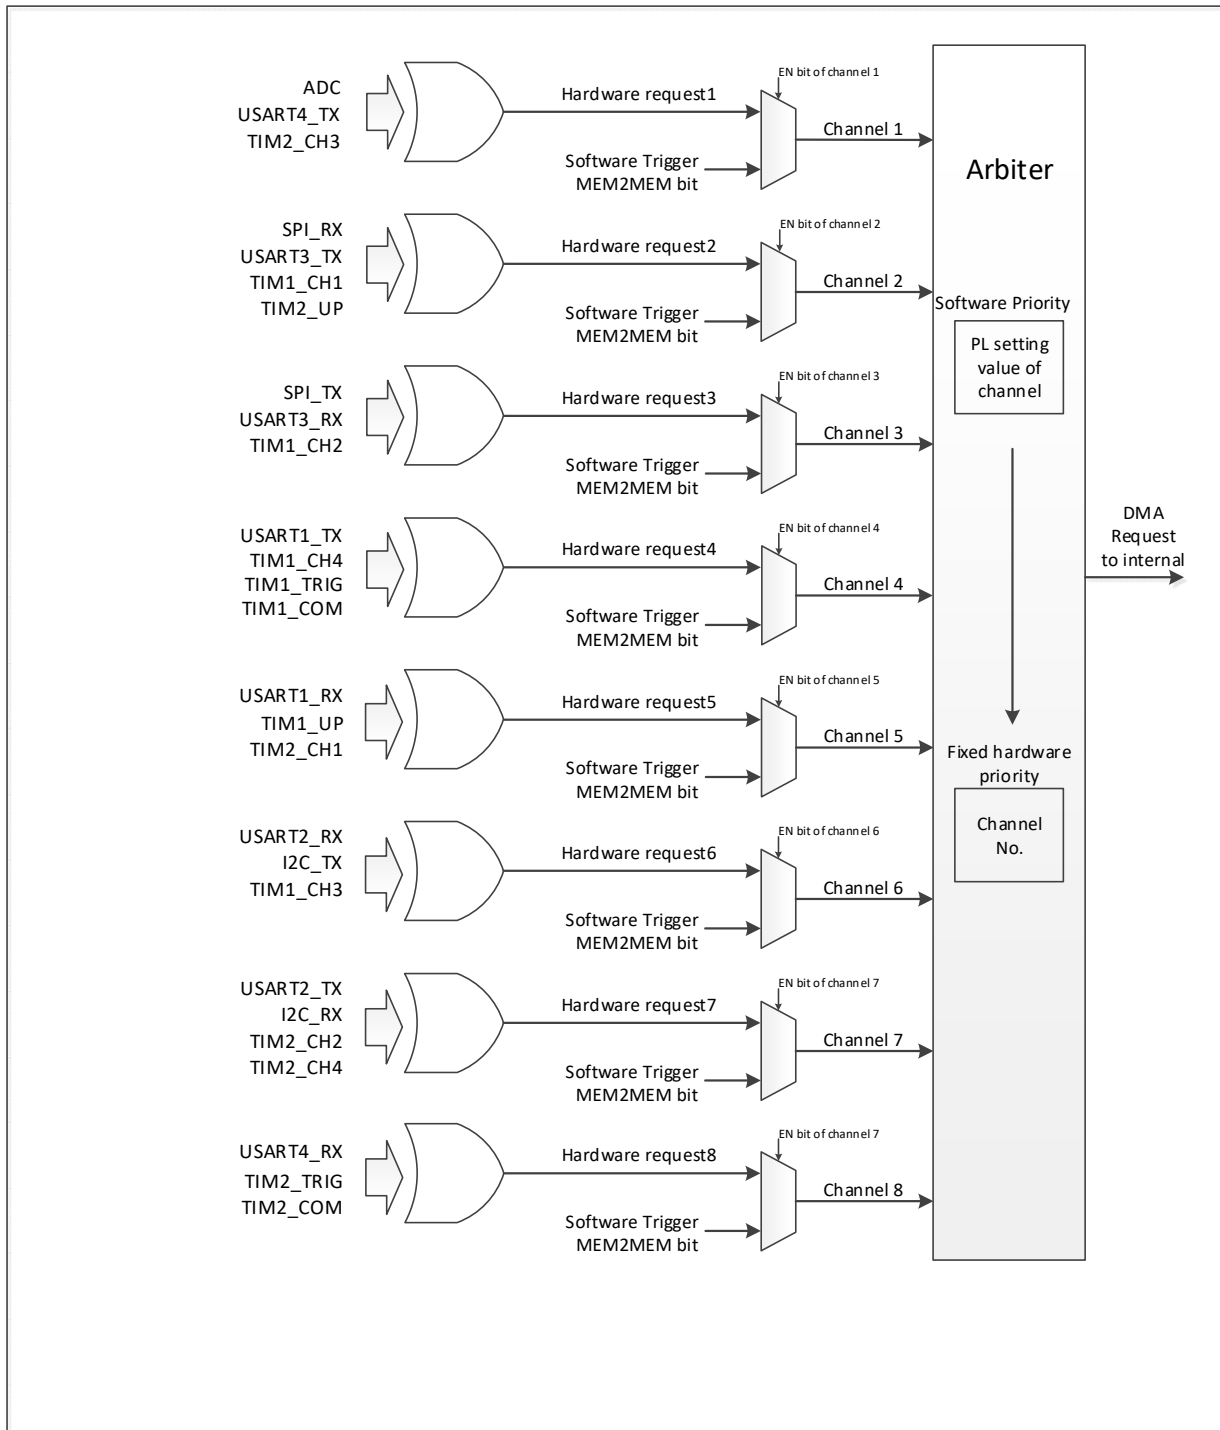 ADC
USART4_TX
TIM2_CH3
Hardware request1
EN bit of channel 1
Software Trigger
MEM2MEM bit
Channel 1
SPI_RX
USART3_TX
TIM1_CH1
TIM2_UP
Hardware request2
EN bit of channel 2
Software Trigger
MEM2MEM bit
Channel 2
SPI_TX
USART3_RX
TIM1_CH2
Hardware request3
EN bit of channel 3
Software Trigger
MEM2MEM bit
Channel 3
USART1_TX
TIM1_CH4
TIM1_TRIG
TIM1_COM
Hardware request4
EN bit of channel 4
Software Trigger
MEM2MEM bit
Channel 4
USART1_RX
TIM1_UP
TIM2_CH1
Hardware request5
EN bit of channel 5
Software Trigger
MEM2MEM bit
Channel 5
USART2_RX
I2C_TX
TIM1_CH3
Hardware request6
EN bit of channel 6
Software Trigger
MEM2MEM bit
Channel 6
USART2_TX
I2C_RX
TIM2_CH2
TIM2_CH4
Hardware request7
EN bit of channel 7
Software Trigger
MEM2MEM bit
Channel 7
USART4_RX
TIM2_TRIG
TIM2_COM
Hardware request8
EN bit of channel 7
Software Trigger
MEM2MEM bit
Channel 8
Arbiter
Software Priority
PL setting
value of
channel
Fixed hardware
priority
Channel
No.
DMA
Request
to internal